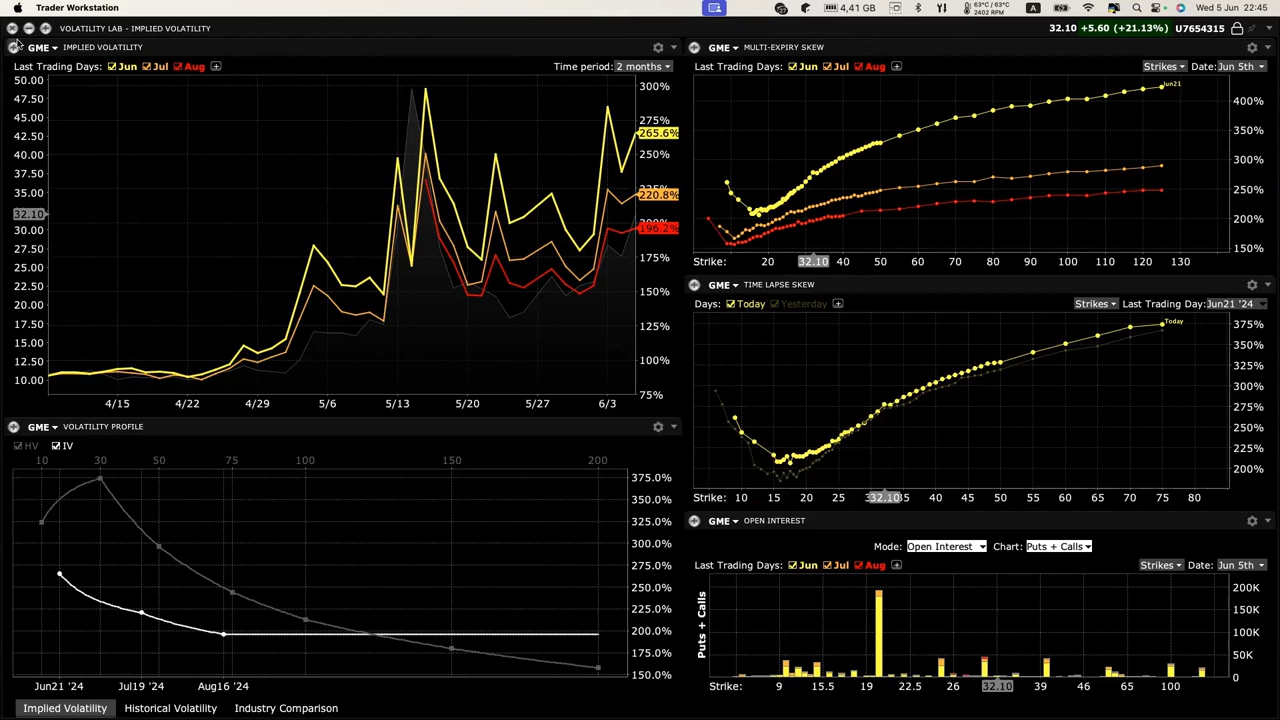 Trader Workstation
4,41 GB
63°C 63°C
2402 RPM
A
Wed 5 Jun 22:45
VOLATILITY LAB - IMPLIED VOLATILITY
32.10 +5.60 (+21.13%) U7654315
GME IMPLIED VOLATILITY
Last Trading Days: Jun Jul Aug
Time period: 2 months
50.00
47.50
45.00
42.50
40.00
37.50
35.00
32.10
30.00
27.50
25.00
22.50
20.00
17.50
15.00
12.50
10.00
300%
275%
265.6%
250%
220.8%
200%
196.2%
175%
150%
125%
100%
75%
4/15 4/22 4/29 5/6 5/13 5/20 5/27 6/3
GME VOLATILITY PROFILE
HV IV
10 30 50 75 100 150 200
375.0%
350.0%
325.0%
300.0%
275.0%
250.0%
225.0%
200.0%
175.0%
150.0%
Jun21 '24 Jul19 '24 Aug16 '24
Implied Volatility Historical Volatility Industry Comparison
GME MULTI-EXPIRY SKEW
Last Trading Days: Jun Jul Aug
Strikes Date: Jun 5th
Jun21
400%
350%
300%
250%
200%
150%
Strike: 20 32.10 40 50 60 70 80 90 100 110 120 130
GME TIME LAPSE SKEW
Days: Today Yesterday
Strikes Last Trading Day: Jun21 '24
Today
375%
350%
325%
300%
275%
250%
225%
200%
Strike: 10 15 20 25 32.10 35 40 45 50 55 60 65 70 75 80
GME OPEN INTEREST
Mode: Open Interest Chart: Puts + Calls
Last Trading Days: Jun Jul Aug
Strikes Date: Jun 5th
Puts + Calls
200K
150K
100K
50K
0
Strike: 9 15.5 19 22.5 26 32.10 39 46 65 100